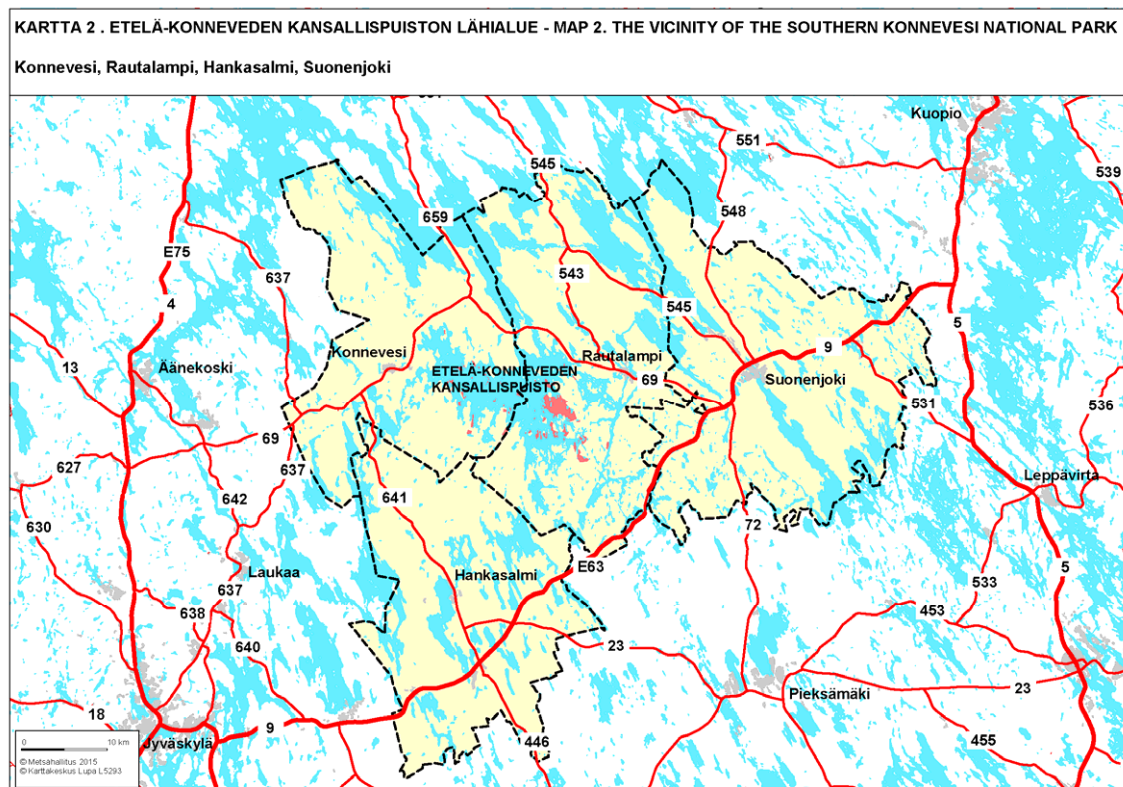 KARTTA 2 . ETELÄ-KONNEVEDEN KANSALLISPUISTON LÄHIALUE - MAP 2. THE VICINITY OF THE SOUTHERN KONNEVESI NATIONAL PARK
Konnevesi, Rautalampi, Hankasalmi, Suonenjoki
Kuopio
551
545
539
659
548
E75
637
543
4
545
5
9
Konnevesi
Rautalampi
13
Äänekoski
ETELÄ-KONNEVEDEN
KANSALLISPUISTO
69
Suonenjoki
531
536
69
627
637
642
641
Leppävirta
630
72
E63
5
Laukaa
Hankasalmi
533
637
638
453
640
23
Pieksämäki
23
18
9
Jyväskylä
446
455
0 10 km
© Metsähallitus 2015
© Karttakeskus Lupa L5293